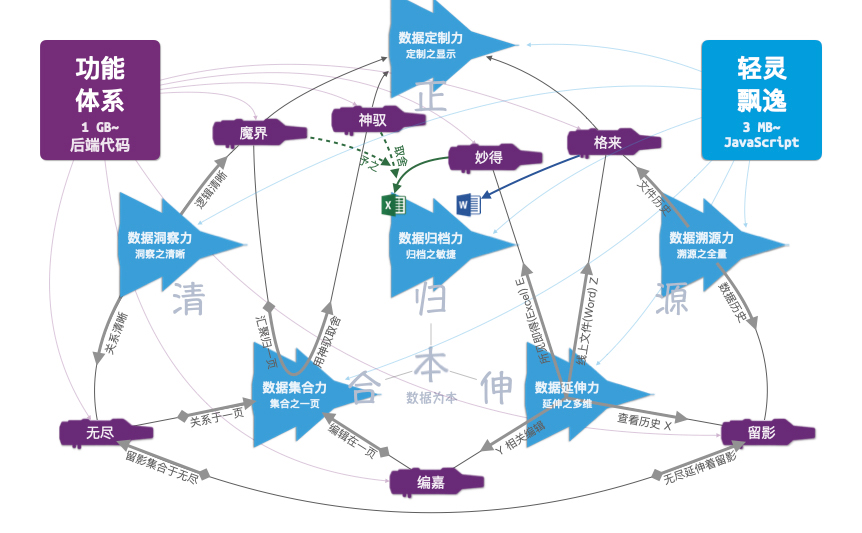 数据定制力
定制之显示
正
功能
体系
1 GB~
后端代码
轻灵
飘逸
3 MB~
JavaScript
魔界
神驭
妙得
格来
予之
取舍
逻辑清晰
文件历史
X
W
数据洞察力
洞察之清晰
清
数据归档力
归档之敏捷
归
数据溯源力
溯源之全量
源
关系清晰
汇聚归一页
用神驭取舍
所见即得(Excel) E
线上文件(Word) Z
数据历史
数据集合力
集合之一页
合
本
数据为本
伸
数据延伸力
延伸之多维
无尽
关系于一页
编辑在一页
Y 相关编辑
查看历史 X
留影
留影集合于无尽
编嘉
无尽延伸着留影